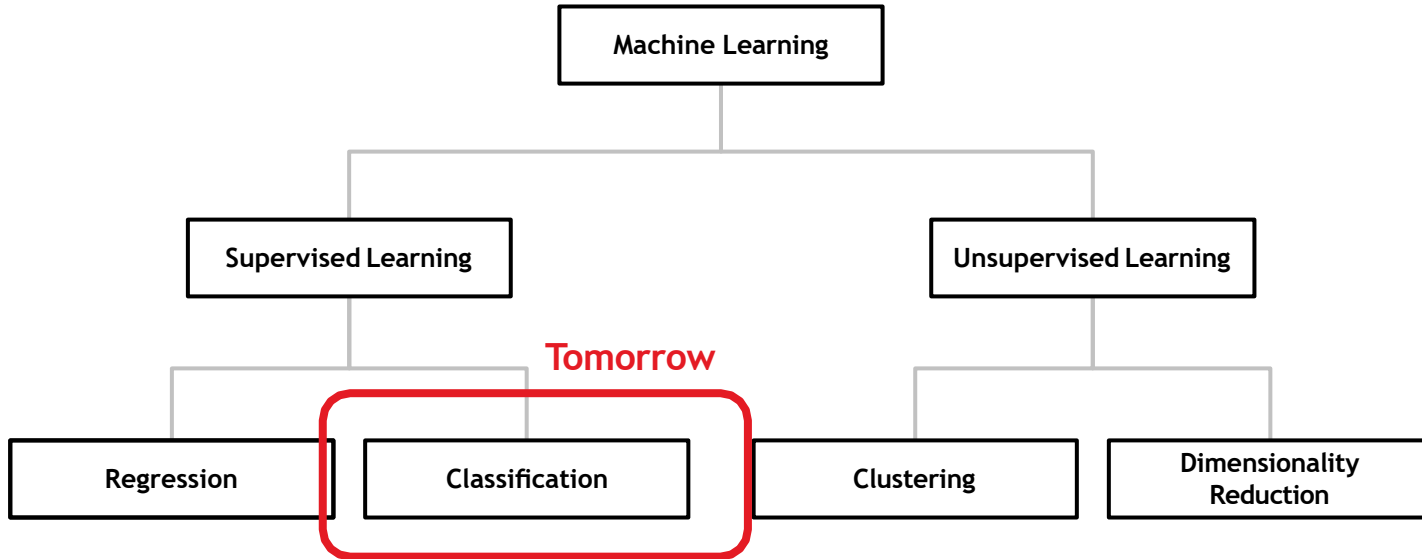 Machine Learning
Supervised Learning
Unsupervised Learning
Tomorrow
Regression
Classification
Clustering
Dimensionality
Reduction